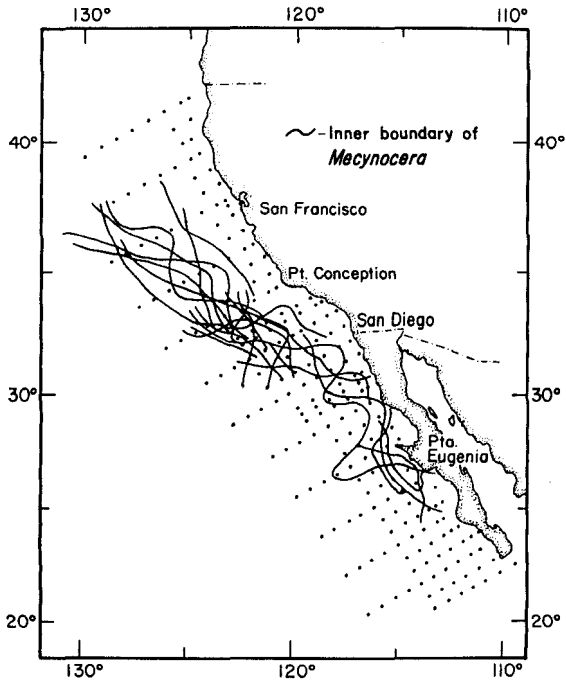 130° 120° 110°
40° 40°
~-Inner boundary of
Mecynocera
San Francisco
Pt. Conception
San Diego
30° 30°
Pta.
Eugenia
20° 20°
130° 120° 110°